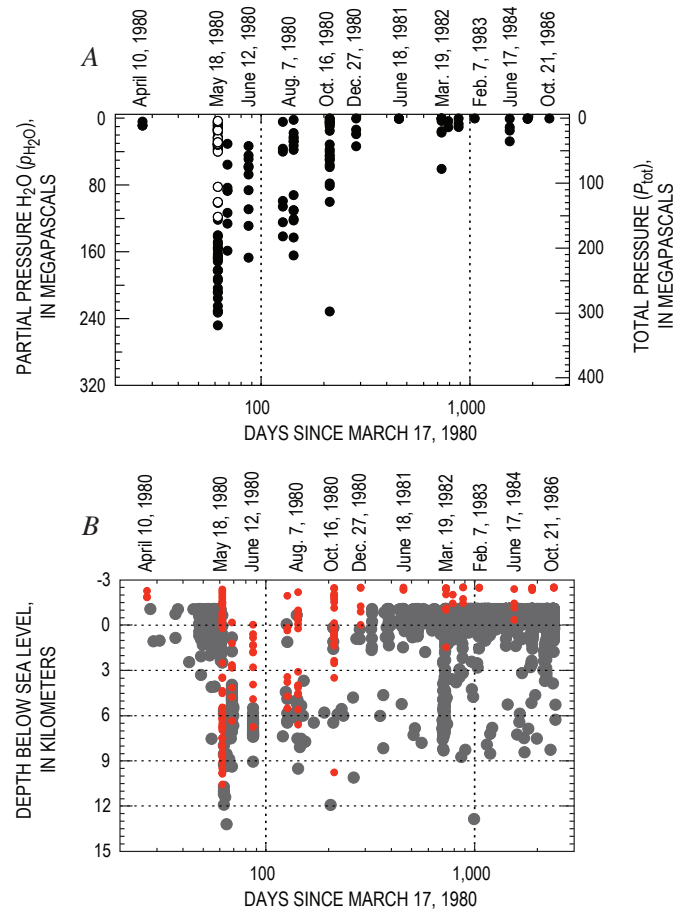 A
April 10, 1980
May 18, 1980
June 12, 1980
Aug. 7, 1980
Oct. 16, 1980
Dec. 27, 1980
June 18, 1981
Mar. 19, 1982
Feb. 7, 1983
June 17, 1984
Oct. 21, 1986
PARTIAL PRESSURE H₂O (pH₂O),
IN MEGAPASCALS
0
80
160
240
320
TOTAL PRESSURE (Ptot),
IN MEGAPASCALS
0
100
200
300
400
100
1,000
DAYS SINCE MARCH 17, 1980
B
April 10, 1980
May 18, 1980
June 12, 1980
Aug. 7, 1980
Oct. 16, 1980
Dec. 27, 1980
June 18, 1981
Mar. 19, 1982
Feb. 7, 1983
June 17, 1984
Oct. 21, 1986
DEPTH BELOW SEA LEVEL,
IN KILOMETERS
-3
0
3
6
9
12
15
100
1,000
DAYS SINCE MARCH 17, 1980